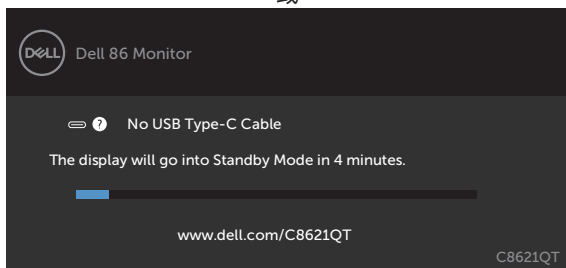 或
DELL
Dell 86 Monitor
? No USB Type-C Cable
The display will go into Standby Mode in 4 minutes.
www.dell.com/C8621QT
C8621QT